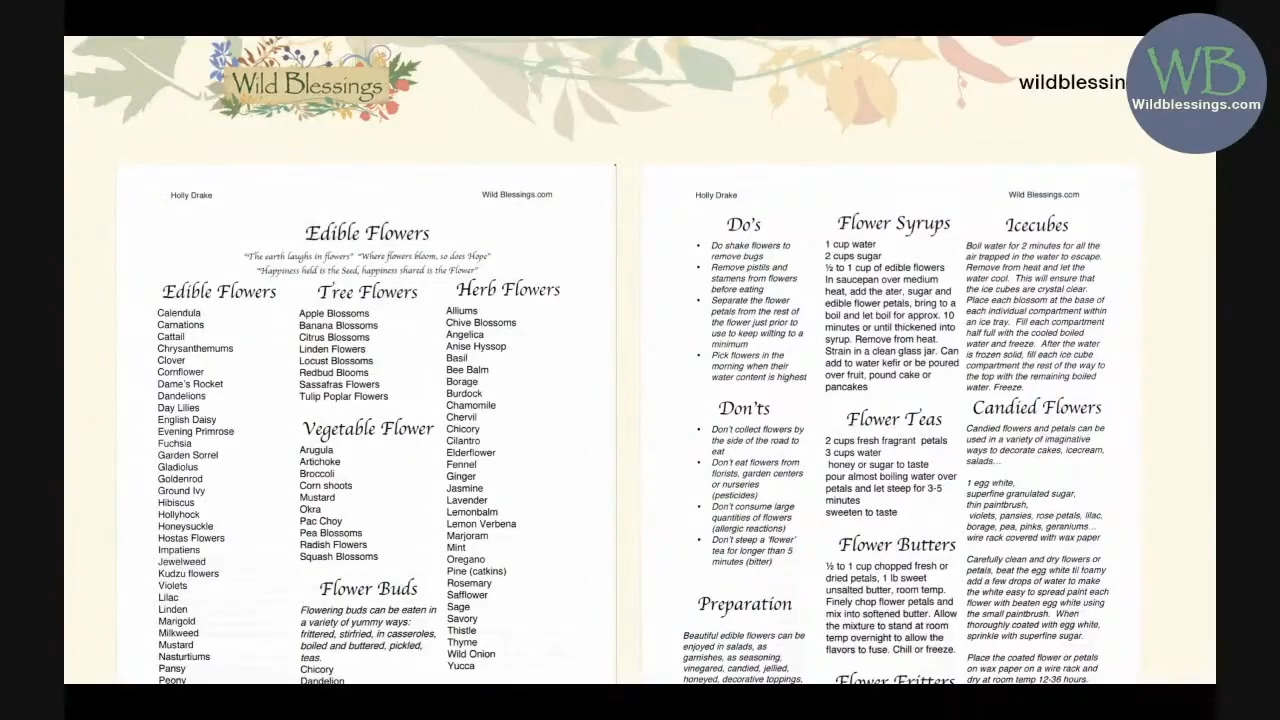 Wild Blessings
wildblessin
WB
Wildblessings.com
Holly Drake
Wild Blessings.com
Edible Flowers
"The earth laughs in flowers" "Where flowers bloom, so does Hope"
"Happiness held is the Seed, happiness shared is the Flower"
Edible Flowers
Calendula
Carnations
Cattail
Chrysanthemums
Clover
Cornflower
Dame's Rocket
Dandelions
Day Lilies
English Daisy
Evening Primrose
Fuchsia
Garden Sorrel
Gladiolus
Goldenrod
Ground Ivy
Hibiscus
Hollyhock
Honeysuckle
Hostas Flowers
Impatiens
Jewelweed
Kudzu flowers
Violets
Lilac
Linden
Marigold
Milkweed
Mustard
Nasturtiums
Pansy
Peony
Tree Flowers
Apple Blossoms
Banana Blossoms
Citrus Blossoms
Linden Flowers
Locust Blossoms
Redbud Blooms
Sassafras Flowers
Tulip Poplar Flowers
Vegetable Flower
Arugula
Artichoke
Broccoli
Corn shoots
Mustard
Okra
Pac Choy
Pea Blossoms
Radish Flowers
Squash Blossoms
Flower Buds
Flowering buds can be eaten in
a variety of yummy ways:
frittered, stirfried, in casseroles,
boiled and buttered, pickled,
teas.
Chicory
Dandelion
Herb Flowers
Alliums
Chive Blossoms
Angelica
Anise Hyssop
Basil
Bee Balm
Borage
Burdock
Chamomile
Chervil
Chicory
Cilantro
Elderflower
Fennel
Ginger
Jasmine
Lavender
Lemonbalm
Lemon Verbena
Marjoram
Mint
Oregano
Pine (catkins)
Rosemary
Safflower
Sage
Savory
Thistle
Thyme
Wild Onion
Yucca
Holly Drake
Wild Blessings.com
Do's
• Do shake flowers to
remove bugs
• Remove pistils and
stamens from flowers
before eating
• Separate the flower
petals from the rest of
the flower just prior to
use to keep wilting to a
minimum
• Pick flowers in the
morning when their
water content is highest
Don'ts
• Don't collect flowers by
the side of the road to
eat
• Don't eat flowers from
florists, garden centers
or nurseries
(pesticides)
• Don't consume large
quantities of flowers
(allergic reactions)
• Don't steep a 'flower'
tea for longer than 5
minutes (bitter)
Preparation
Beautiful edible flowers can be
enjoyed in salads, as
garnishes, as seasoning,
vinegared, candied, jellied,
honeyed, decorative toppings,
Flower Syrups
1 cup water
2 cups sugar
½ to 1 cup of edible flowers
In saucepan over medium
heat, add the ater, sugar and
edible flower petals, bring to a
boil and let boil for approx. 10
minutes or until thickened into
syrup. Remove from heat.
Strain in a clean glass jar. Can
add to water kefir or be poured
over fruit, pound cake or
pancakes
Flower Teas
2 cups fresh fragrant petals
3 cups water
honey or sugar to taste
pour almost boiling water over
petals and let steep for 3-5
minutes
sweeten to taste
Flower Butters
½ to 1 cup chopped fresh or
dried petals, 1 lb sweet
unsalted butter, room temp.
Finely chop flower petals and
mix into softened butter. Allow
the mixture to stand at room
temp overnight to allow the
flavors to fuse. Chill or freeze.
Flower Fritters
Icecubes
Boil water for 2 minutes for all the
air trapped in the water to escape.
Remove from heat and let the
water cool. This will ensure that
the ice cubes are crystal clear.
Place each blossom at the base of
each individual compartment within
an ice tray. Fill each compartment
half full with the cooled boiled
water and freeze. After the water
is frozen solid, fill each ice cube
compartment the rest of the way to
the top with the remaining boiled
water. Freeze.
Candied Flowers
Candied flowers and petals can be
used in a variety of imaginative
ways to decorate cakes, icecream,
salads…
1 egg white,
superfine granulated sugar,
thin paintbrush,
violets, pansies, rose petals, lilac,
borage, pea, pinks, geraniums…
wire rack covered with wax paper
Carefully clean and dry flowers or
petals, beat the egg white til foamy
add a few drops of water to make
the white easy to spread paint each
flower with beaten egg white using
the small paintbrush. When
thoroughly coated with egg white,
sprinkle with superfine sugar.
Place the coated flower or petals
on wax paper on a wire rack and
dry at room temp 12-36 hours.